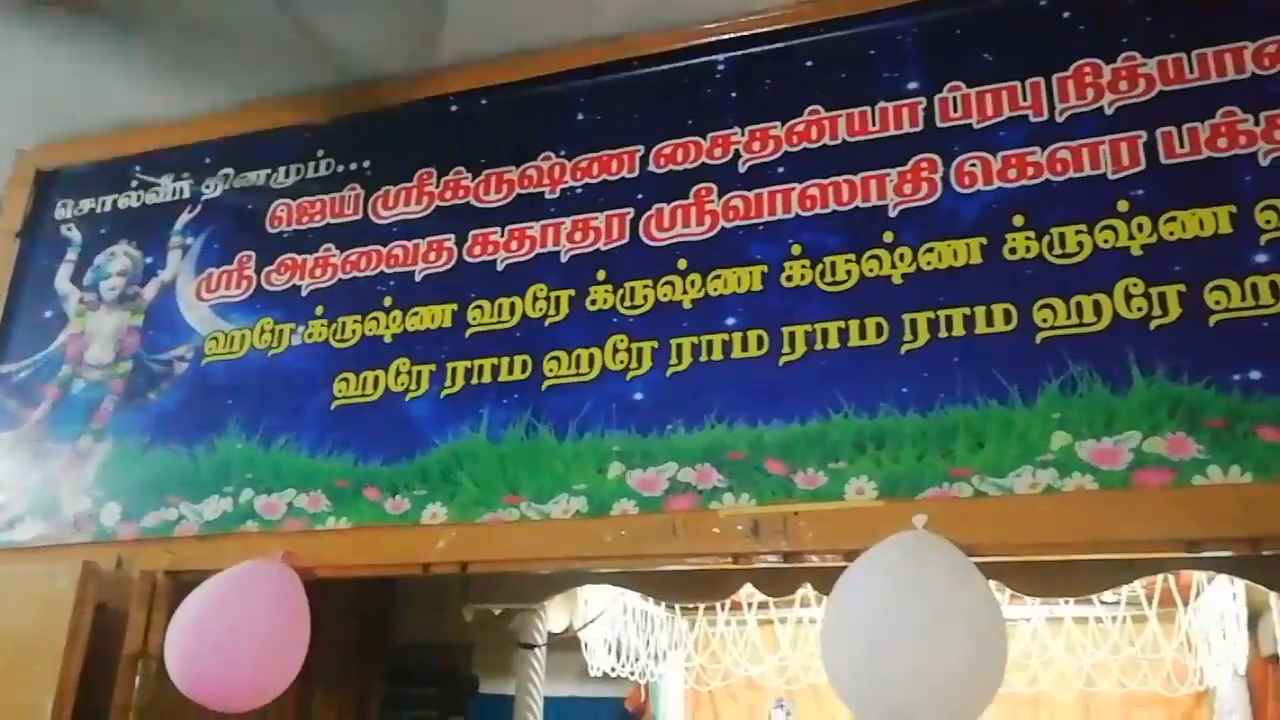 சொல்வீர் தினமும்...
ஜெய் ஸ்ரீக்ருஷ்ண சைதன்யா ப்ரபு
ஸ்ரீ அத்வைத கதாதர ஸ்ரீவாஸாதி கௌர
ஹரே க்ருஷ்ண ஹரே க்ருஷ்ண க்ருஷ்ண க்ருஷ்ண
ஹரே ராம ஹரே ராம ராம ராம ஹரே